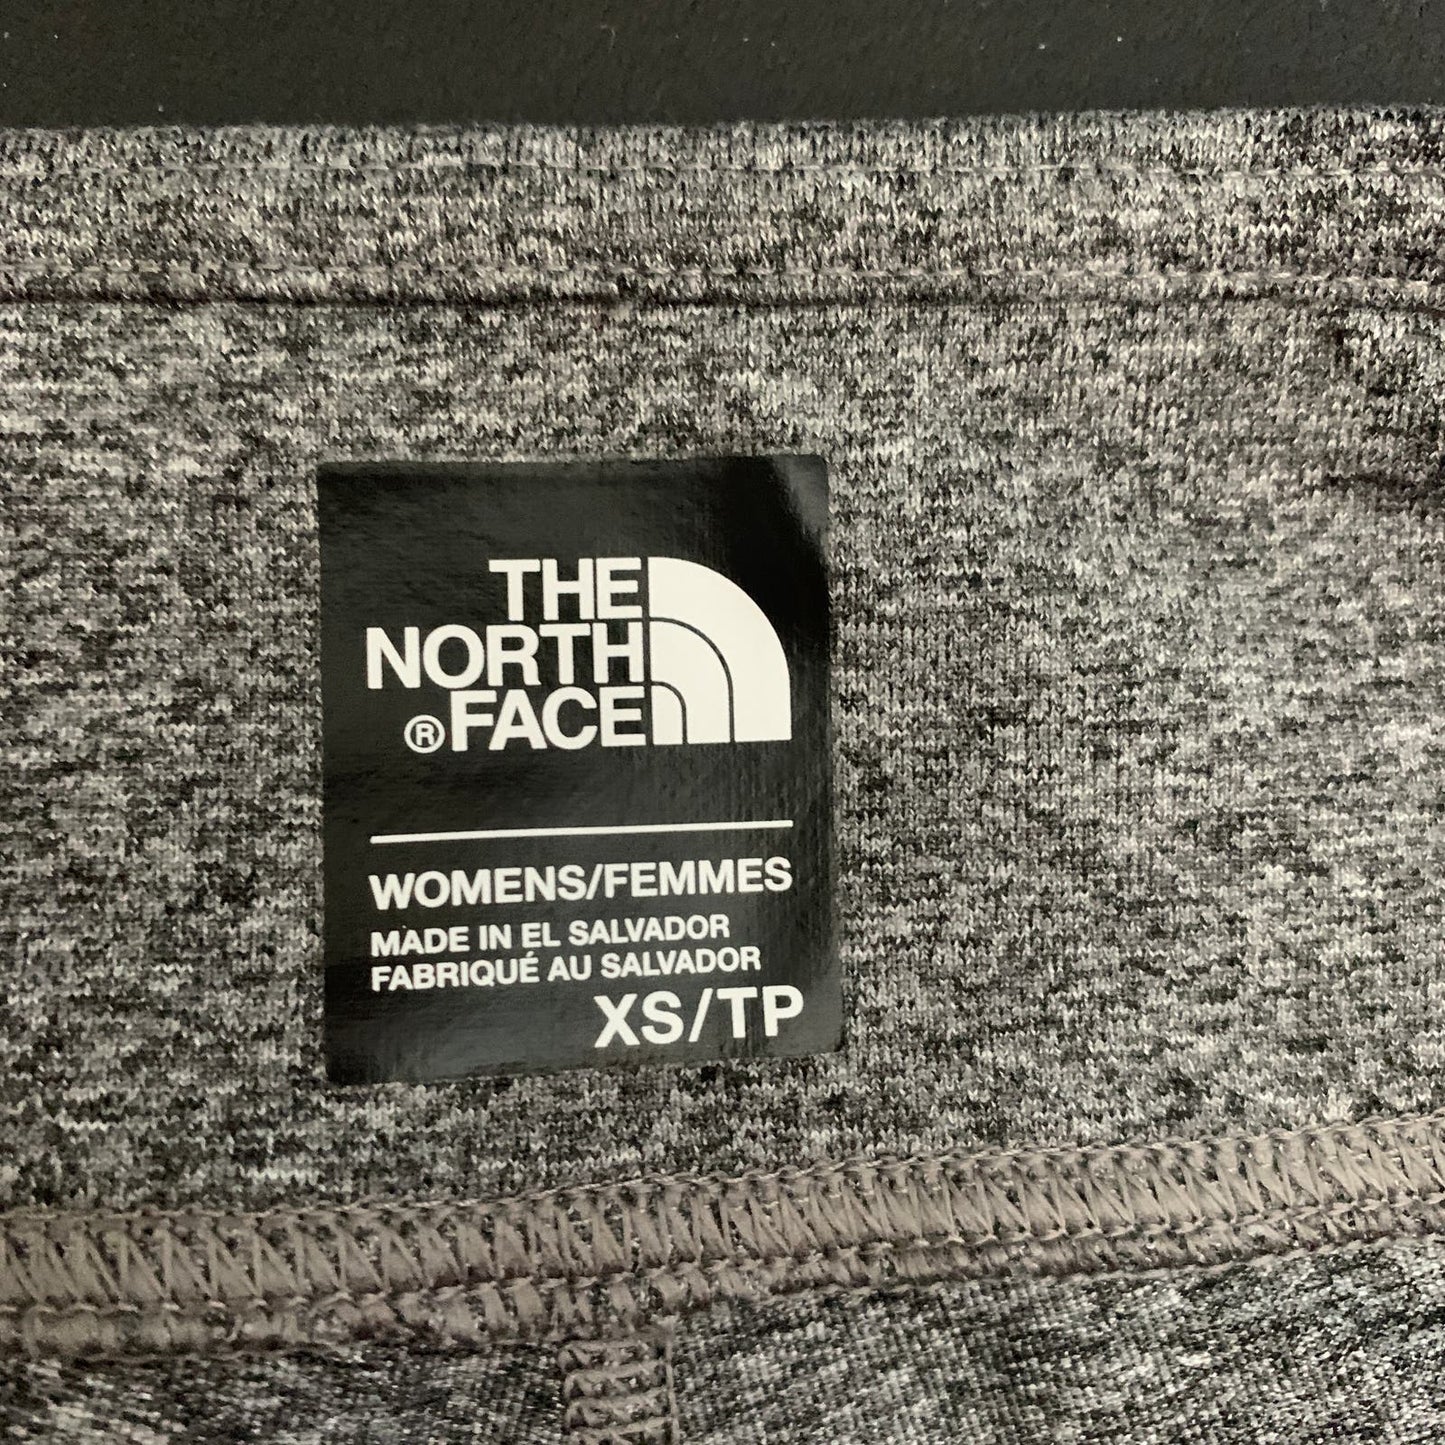 THE
NORTH
®FACE
WOMENS/FEMMES
MADE IN EL SALVADOR
FABRIQUÉ AU SALVADOR
XS/TP